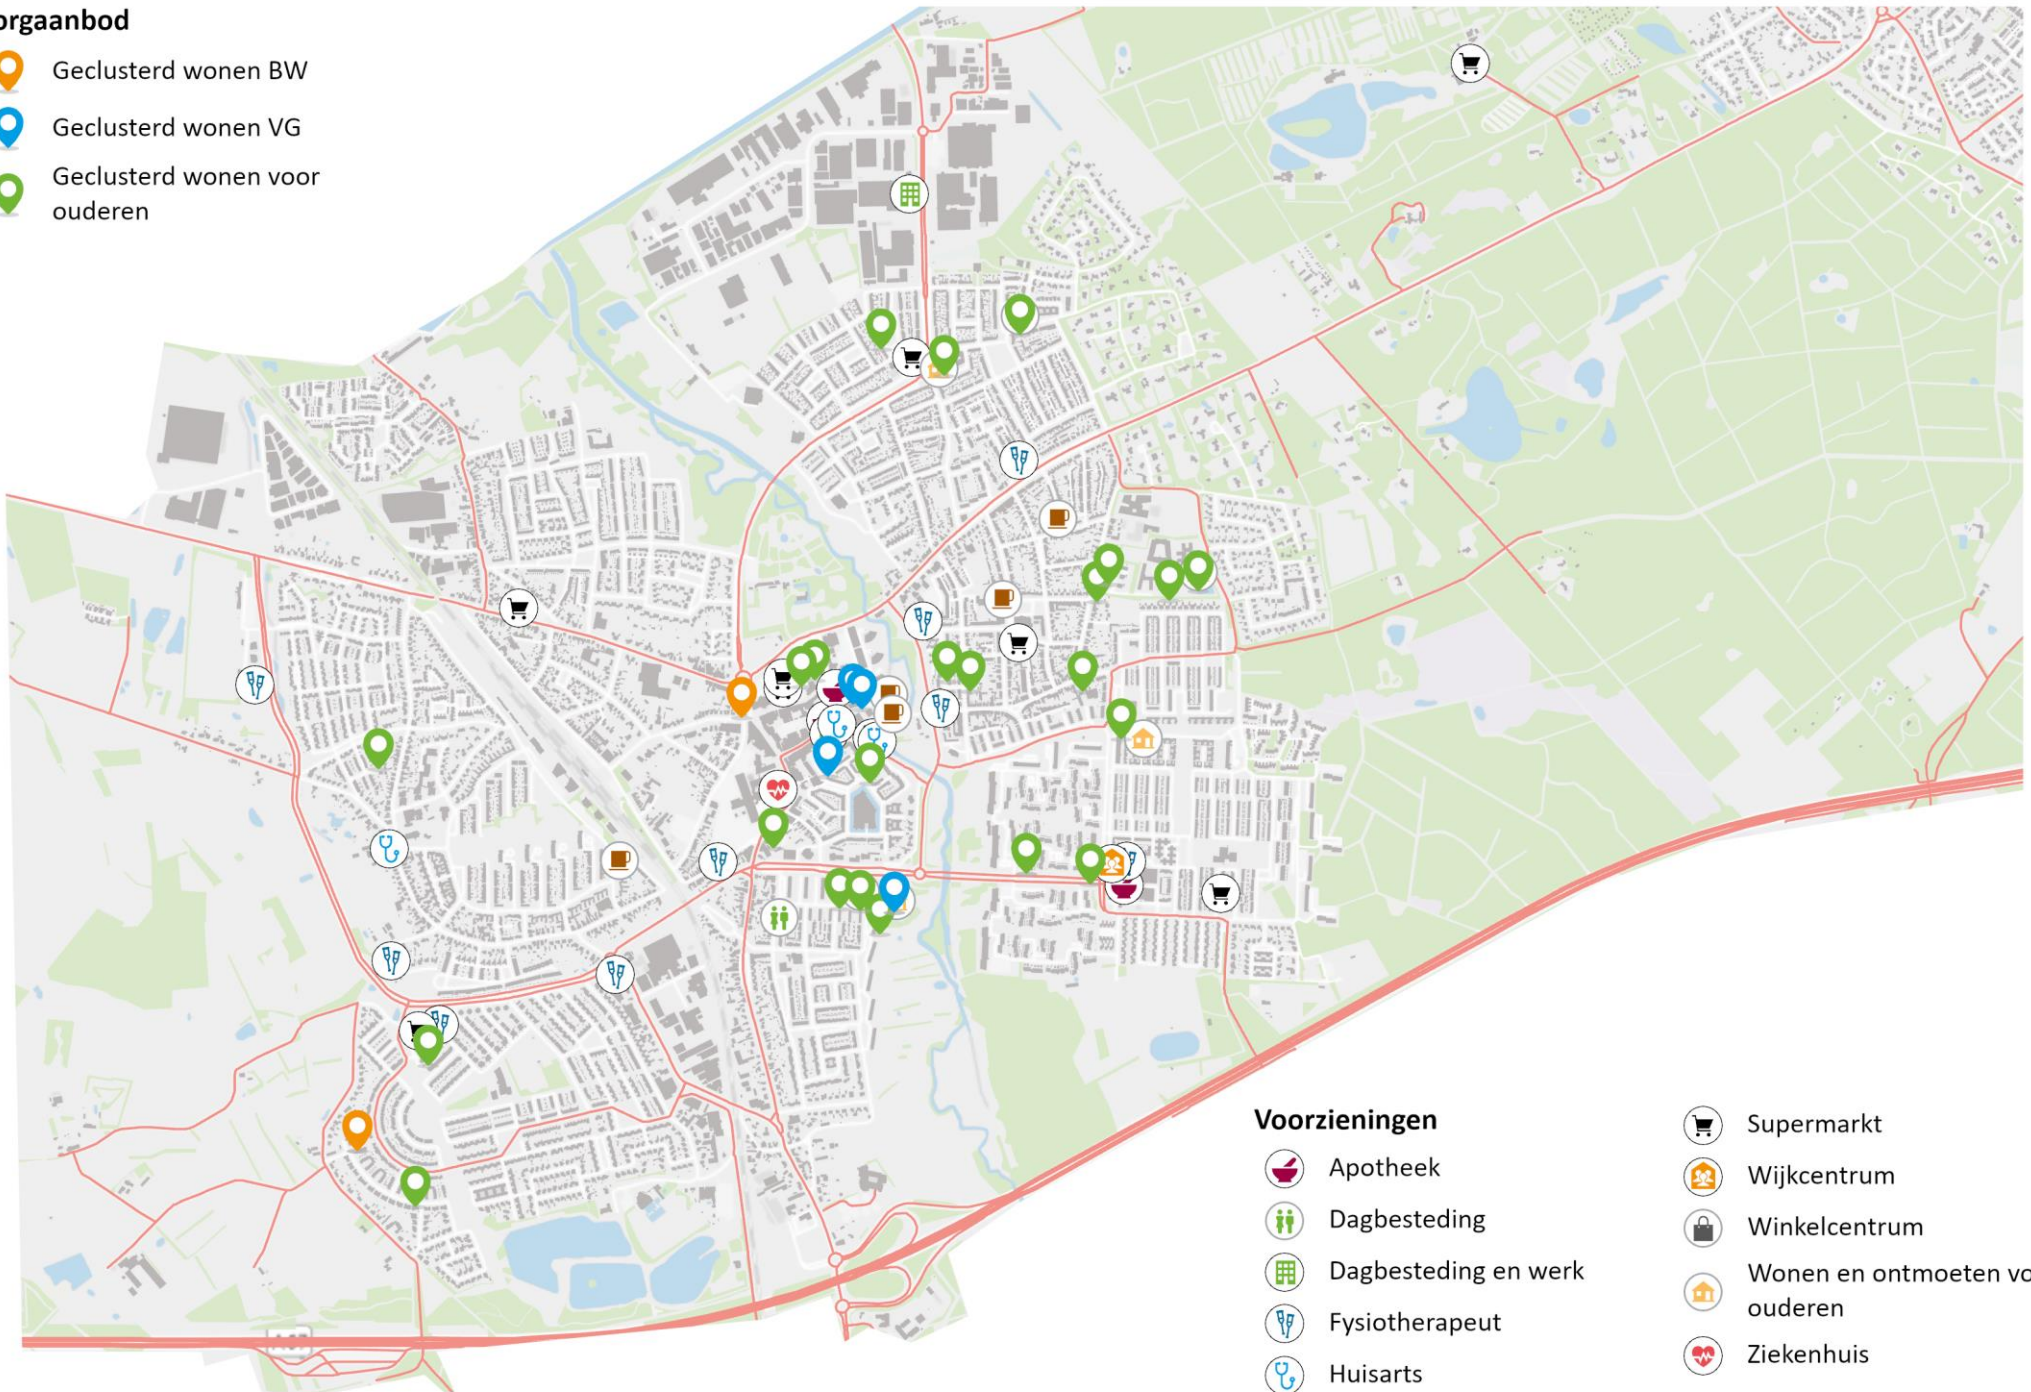 orgaanbod
Geclusterd wonen BW
Geclusterd wonen VG
Geclusterd wonen voor
ouderen
Voorzieningen
Apotheek
Dagbesteding
Dagbesteding en werk
Fysiotherapeut
Huisarts
Supermarkt
Wijkcentrum
Winkelcentrum
Wonen en ontmoeten vo
ouderen
Ziekenhuis